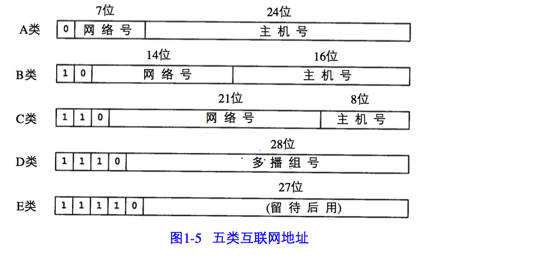 7位 24位
A类 0 网络号 主机号
14位 16位
B类 1 0 网络号 主机号
21位 8位
C类 1 1 0 网络号 主机号
28位
D类 1 1 1 0 多播组号
27位
E类 1 1 1 1 0 (留待后用)
图1-5 五类互联网地址